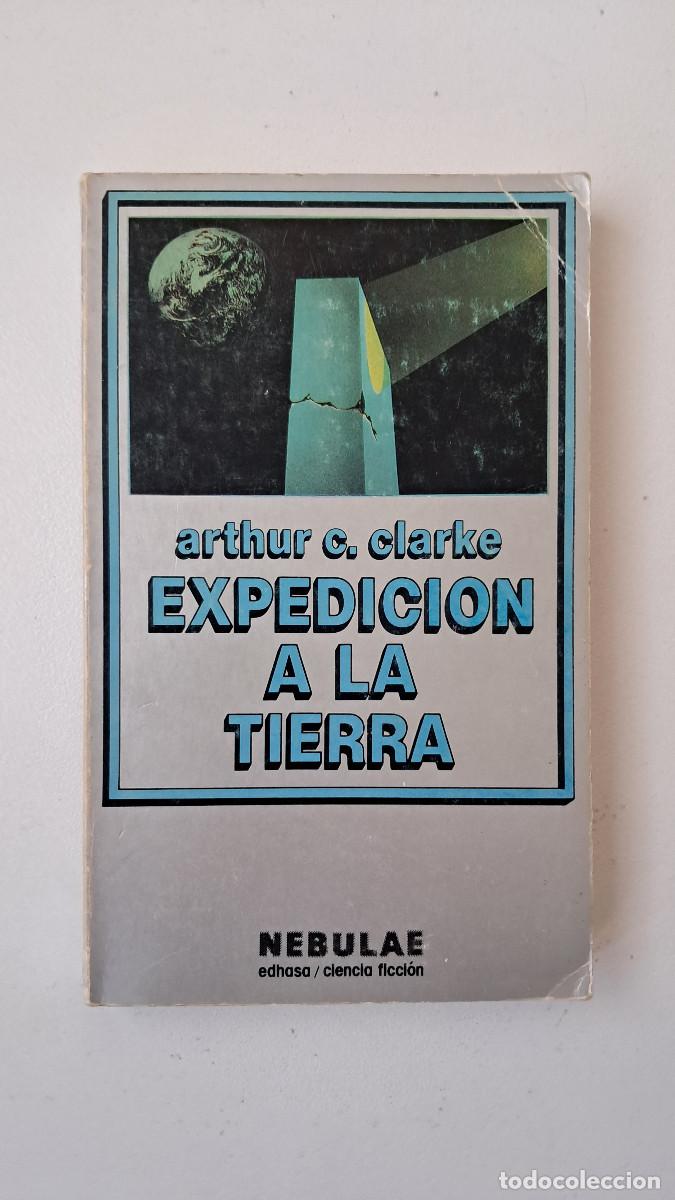 arthur c. clarke
EXPEDICION
A LA
TIERRA
NEBULAE
edhasa / ciencia ficción
todocoleccion